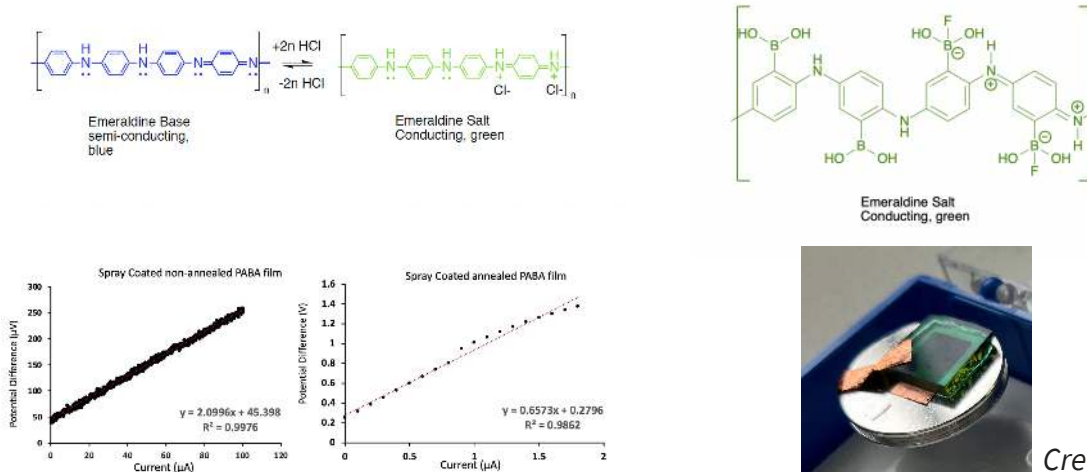 H
N
H
N
N
N
n
+2n HCl
-2n HCl
Emeraldine Base
semi-conducting,
blue
H
N
H
N
H
N
+
Cl-
H
N
+
Cl-
n
Emeraldine Salt
Conducting, green
HO
B
OH
H
N
N
H
HO
B
OH
F
HO
B
OH
H
N
HO
B
OH
F
N
H
Emeraldine Salt
Conducting, green
Spray Coated non-annealed PABA film
Potential Difference (µV)
300
250
200
150
100
50
0
0 20 40 60 80 100 120
Current (µA)
y = 2.0996x + 45.398
R² = 0.9976
Spray Coated annealed PABA film
Potential Difference (V)
1.6
1.4
1.2
1
0.8
0.6
0.4
0.2
0
0 0.5 1 1.5 2
Current (µA)
y = 0.6573x + 0.2796
R² = 0.9862
Cre